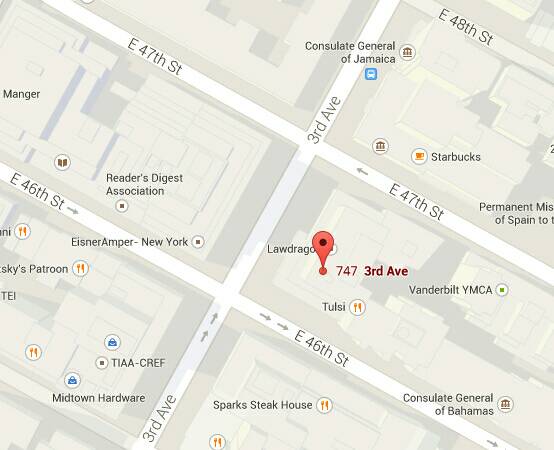 E 48th St
E 47th St
Consulate General
of Jamaica
Manger
3rd Ave
Starbucks
Reader's Digest
Association
E 46th St
E 47th St
Permanent Mis
of Spain to t
EisnerAmper- New York
Lawdrago
747 3rd Ave
tsky's Patroon
Vanderbilt YMCA
TEI
Tulsi
E 46th St
TIAA-CREF
Midtown Hardware
3rd Ave
Sparks Steak House
Consulate General
of Bahamas